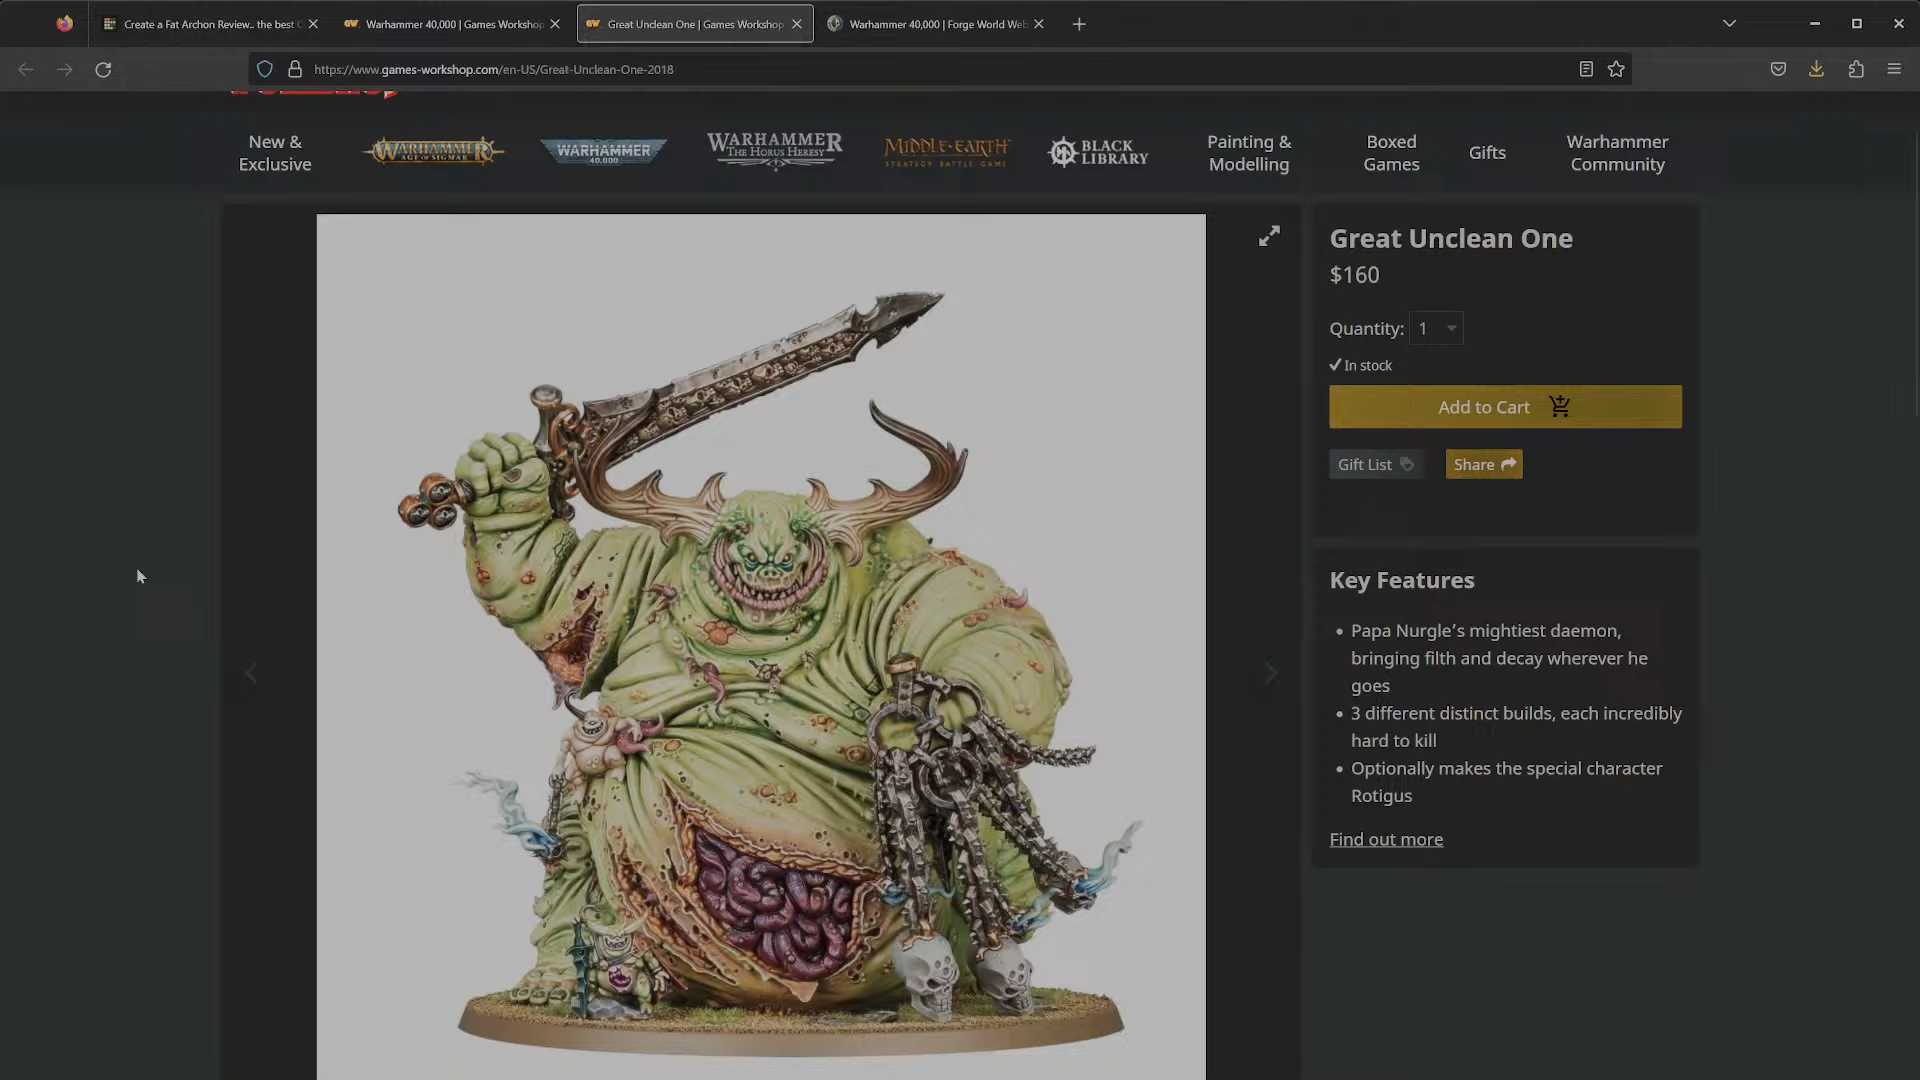 Create a Fat Archon Review.. the best C
Warhammer 40,000 | Games Workshop
Great Unclean One | Games Workshop
Warhammer 40,000 | Forge World Web
https://www.games-workshop.com/en-US/Great-Unclean-One-2018
New &
Exclusive
WARHAMMER
AGE OF SIGMAR
WARHAMMER
40,000
WARHAMMER
THE HORUS HERESY
MIDDLE-EARTH
STRATEGY BATTLE GAME
BLACK
LIBRARY
Painting &
Modelling
Boxed
Games
Gifts
Warhammer
Community
Great Unclean One
$160
Quantity: 1
In stock
Add to Cart
Gift List
Share
Key Features
• Papa Nurgle’s mightiest daemon,
bringing filth and decay wherever he
goes
• 3 different distinct builds, each incredibly
hard to kill
• Optionally makes the special character
Rotigus
Find out more